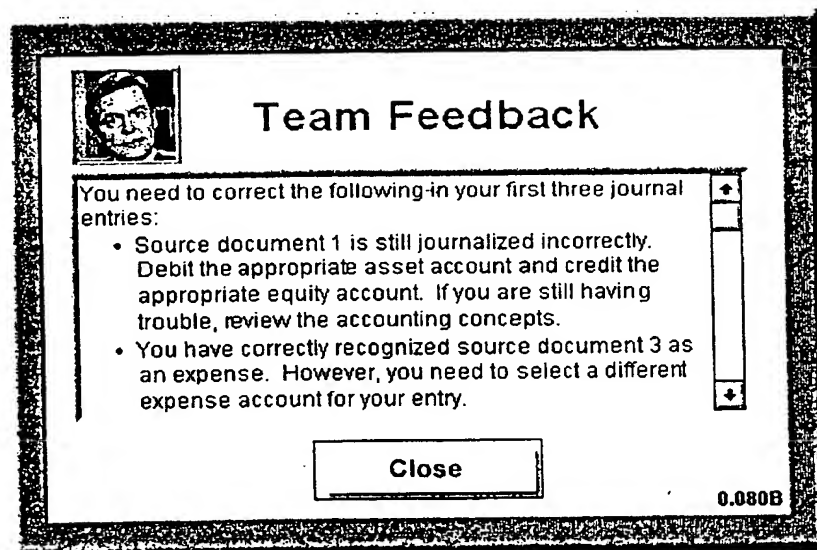 Team Feedback
You need to correct the following in your first three journal
entries:
• Source document 1 is still journalized incorrectly.
Debit the appropriate asset account and credit the
appropriate equity account. If you are still having
trouble, review the accounting concepts.
• You have correctly recognized source document 3 as
an expense. However, you need to select a different
expense account for your entry.
Close
0.080B